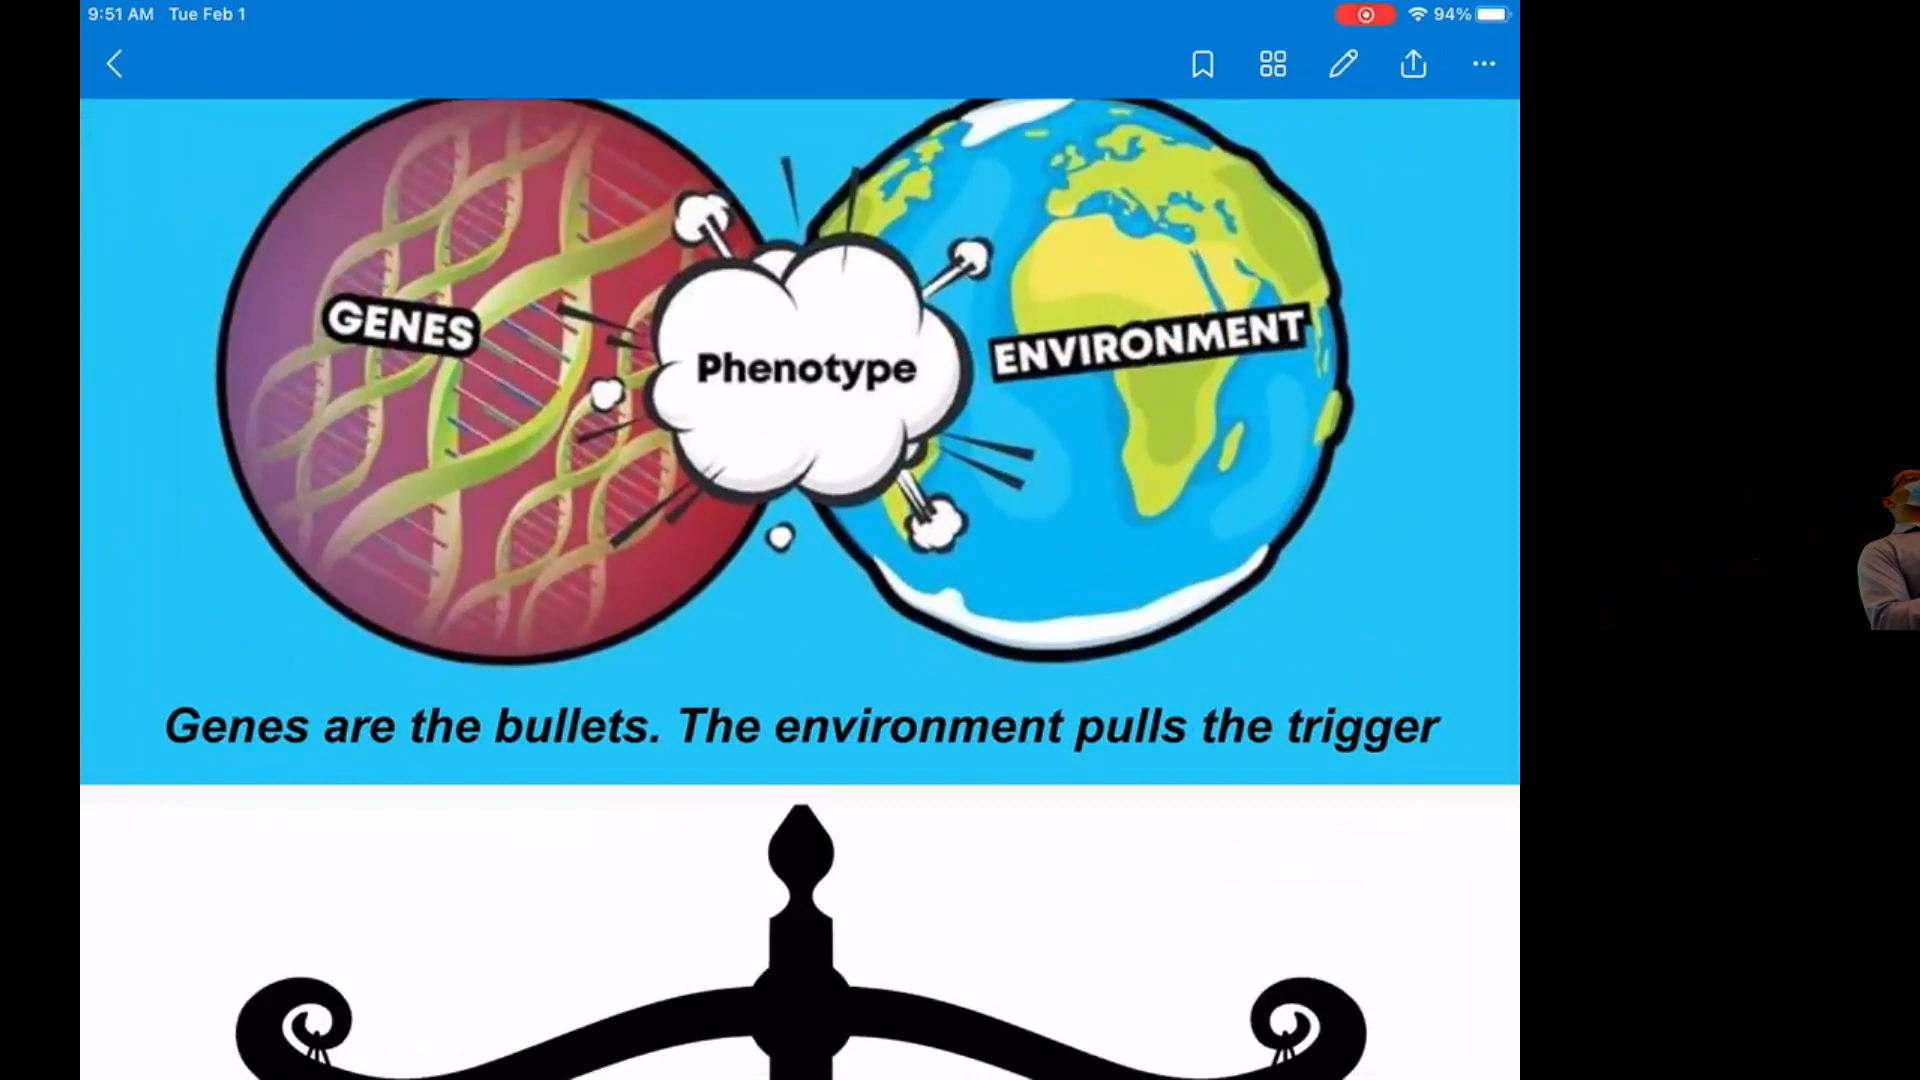 9:51 AM Tue Feb 1
94%
GENES
Phenotype
ENVIRONMENT
Genes are the bullets. The environment pulls the trigger